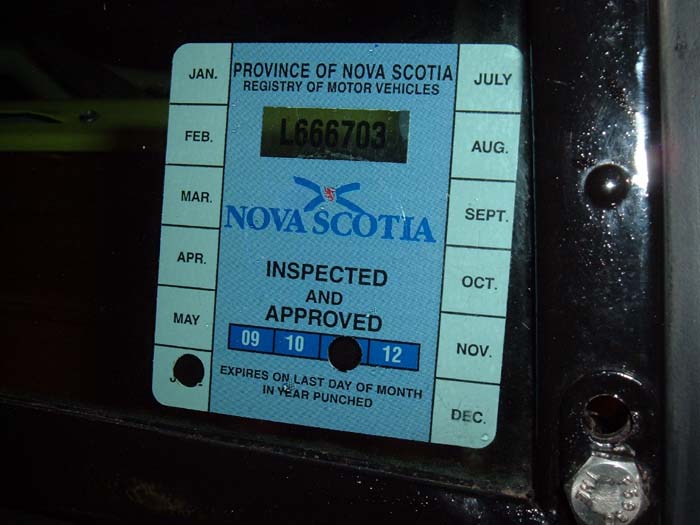 PROVINCE OF NOVA SCOTIA
REGISTRY OF MOTOR VEHICLES
L666703
NOVA SCOTIA
INSPECTED
AND
APPROVED
09 10 12
EXPIRES ON LAST DAY OF MONTH
IN YEAR PUNCHED
JAN.
FEB.
MAR.
APR.
MAY
JULY
AUG.
SEPT.
OCT.
NOV.
DEC.